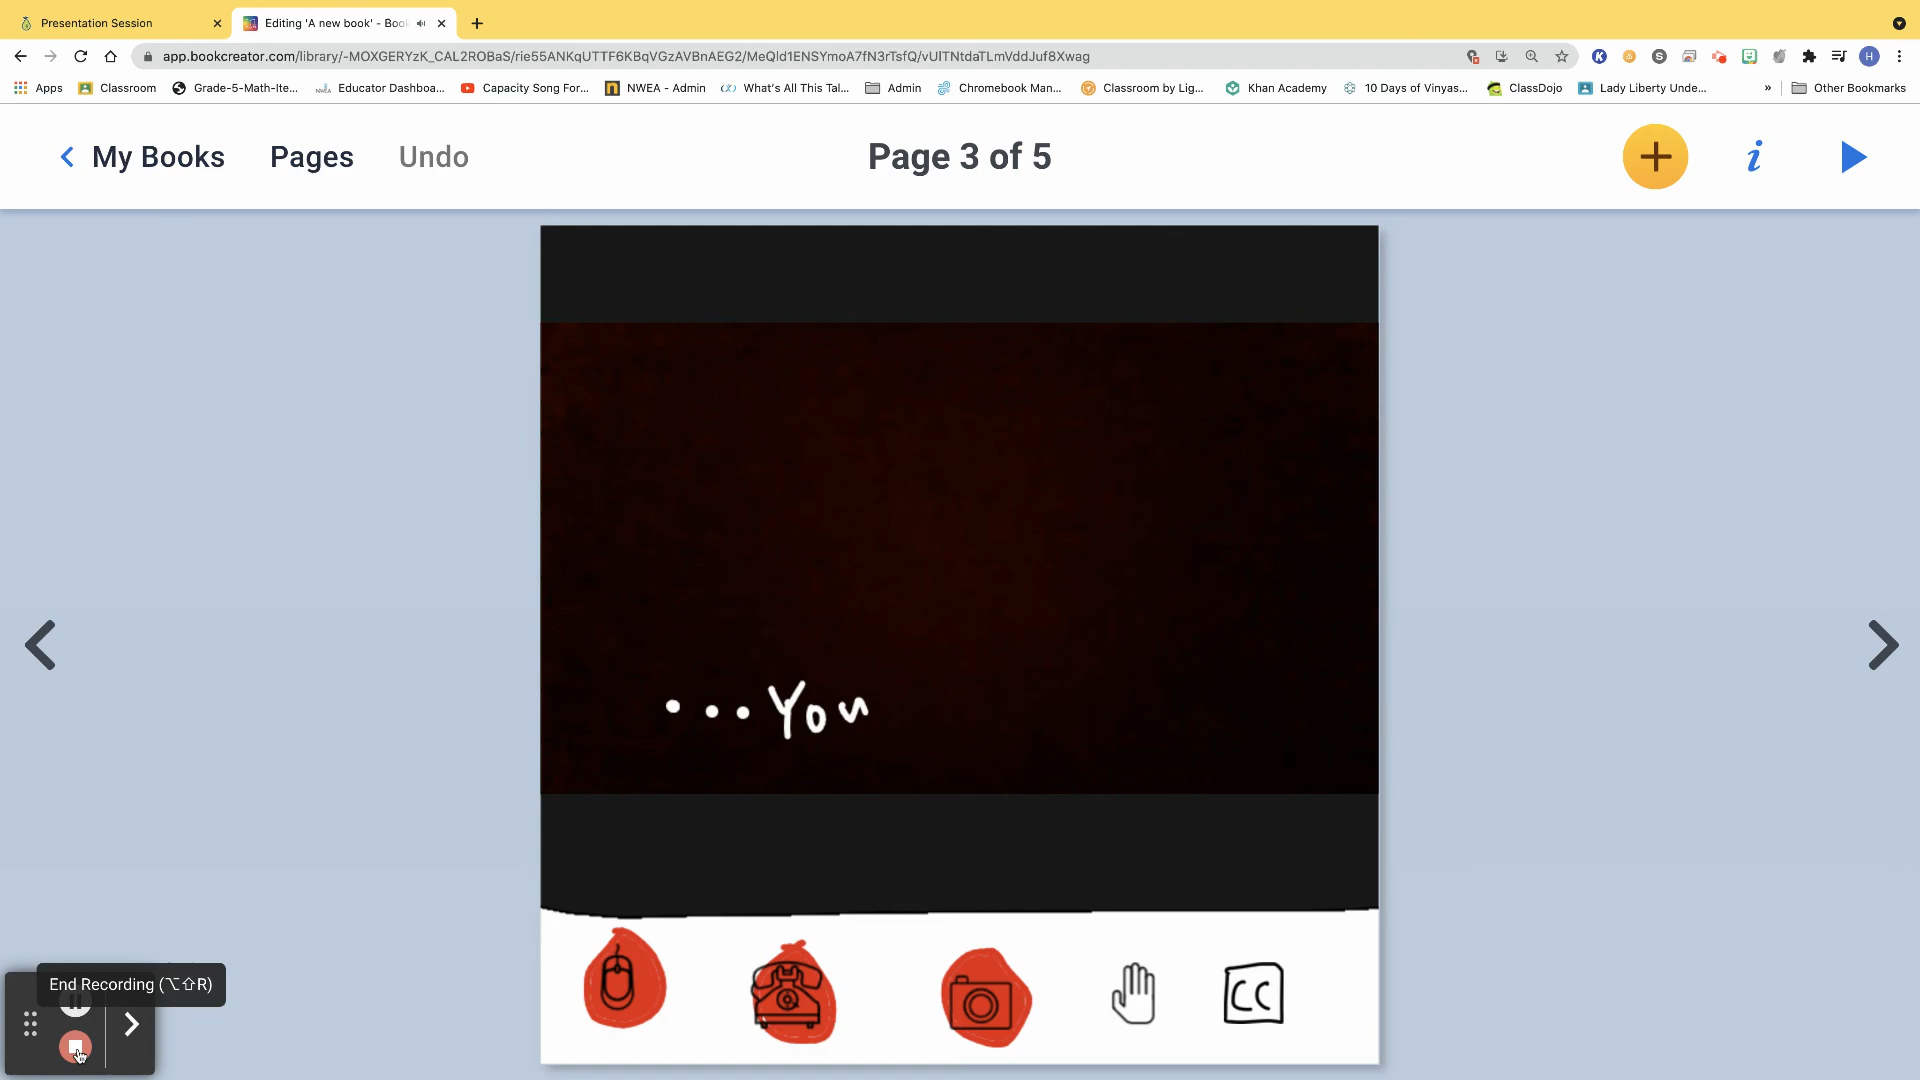 Presentation Session
Editing 'A new book' - Boo
app.bookcreator.com/library/-MOXGERYzK_CAL2ROBaS/rie55ANKqUTTF6KBqVGzAVBnAEG2/MeQld1ENSYmoA7fN3rTsfQ/vUlTNtdaTLmVddJuf8Xwag
H
Apps Classroom Grade-5-Math-Ite... Educator Dashboa... Capacity Song For... NWEA - Admin What's All This Tal... Admin Chromebook Man... Classroom by Lig... Khan Academy 10 Days of Vinyas... ClassDojo Lady Liberty Unde... » Other Bookmarks
My Books Pages Undo Page 3 of 5
...You
CC
End Recording (⌥⇧R)